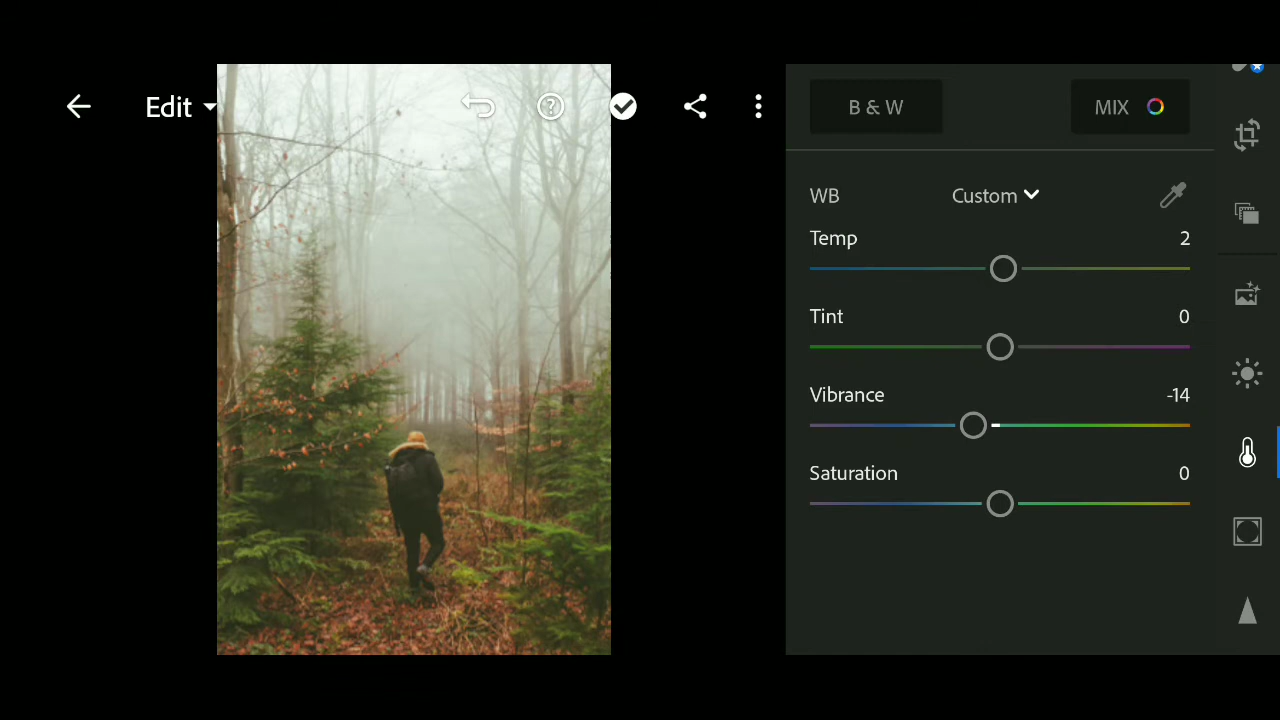 Edit
B & W
MIX
WB
Custom
Temp
2
Tint
0
Vibrance
-14
Saturation
0